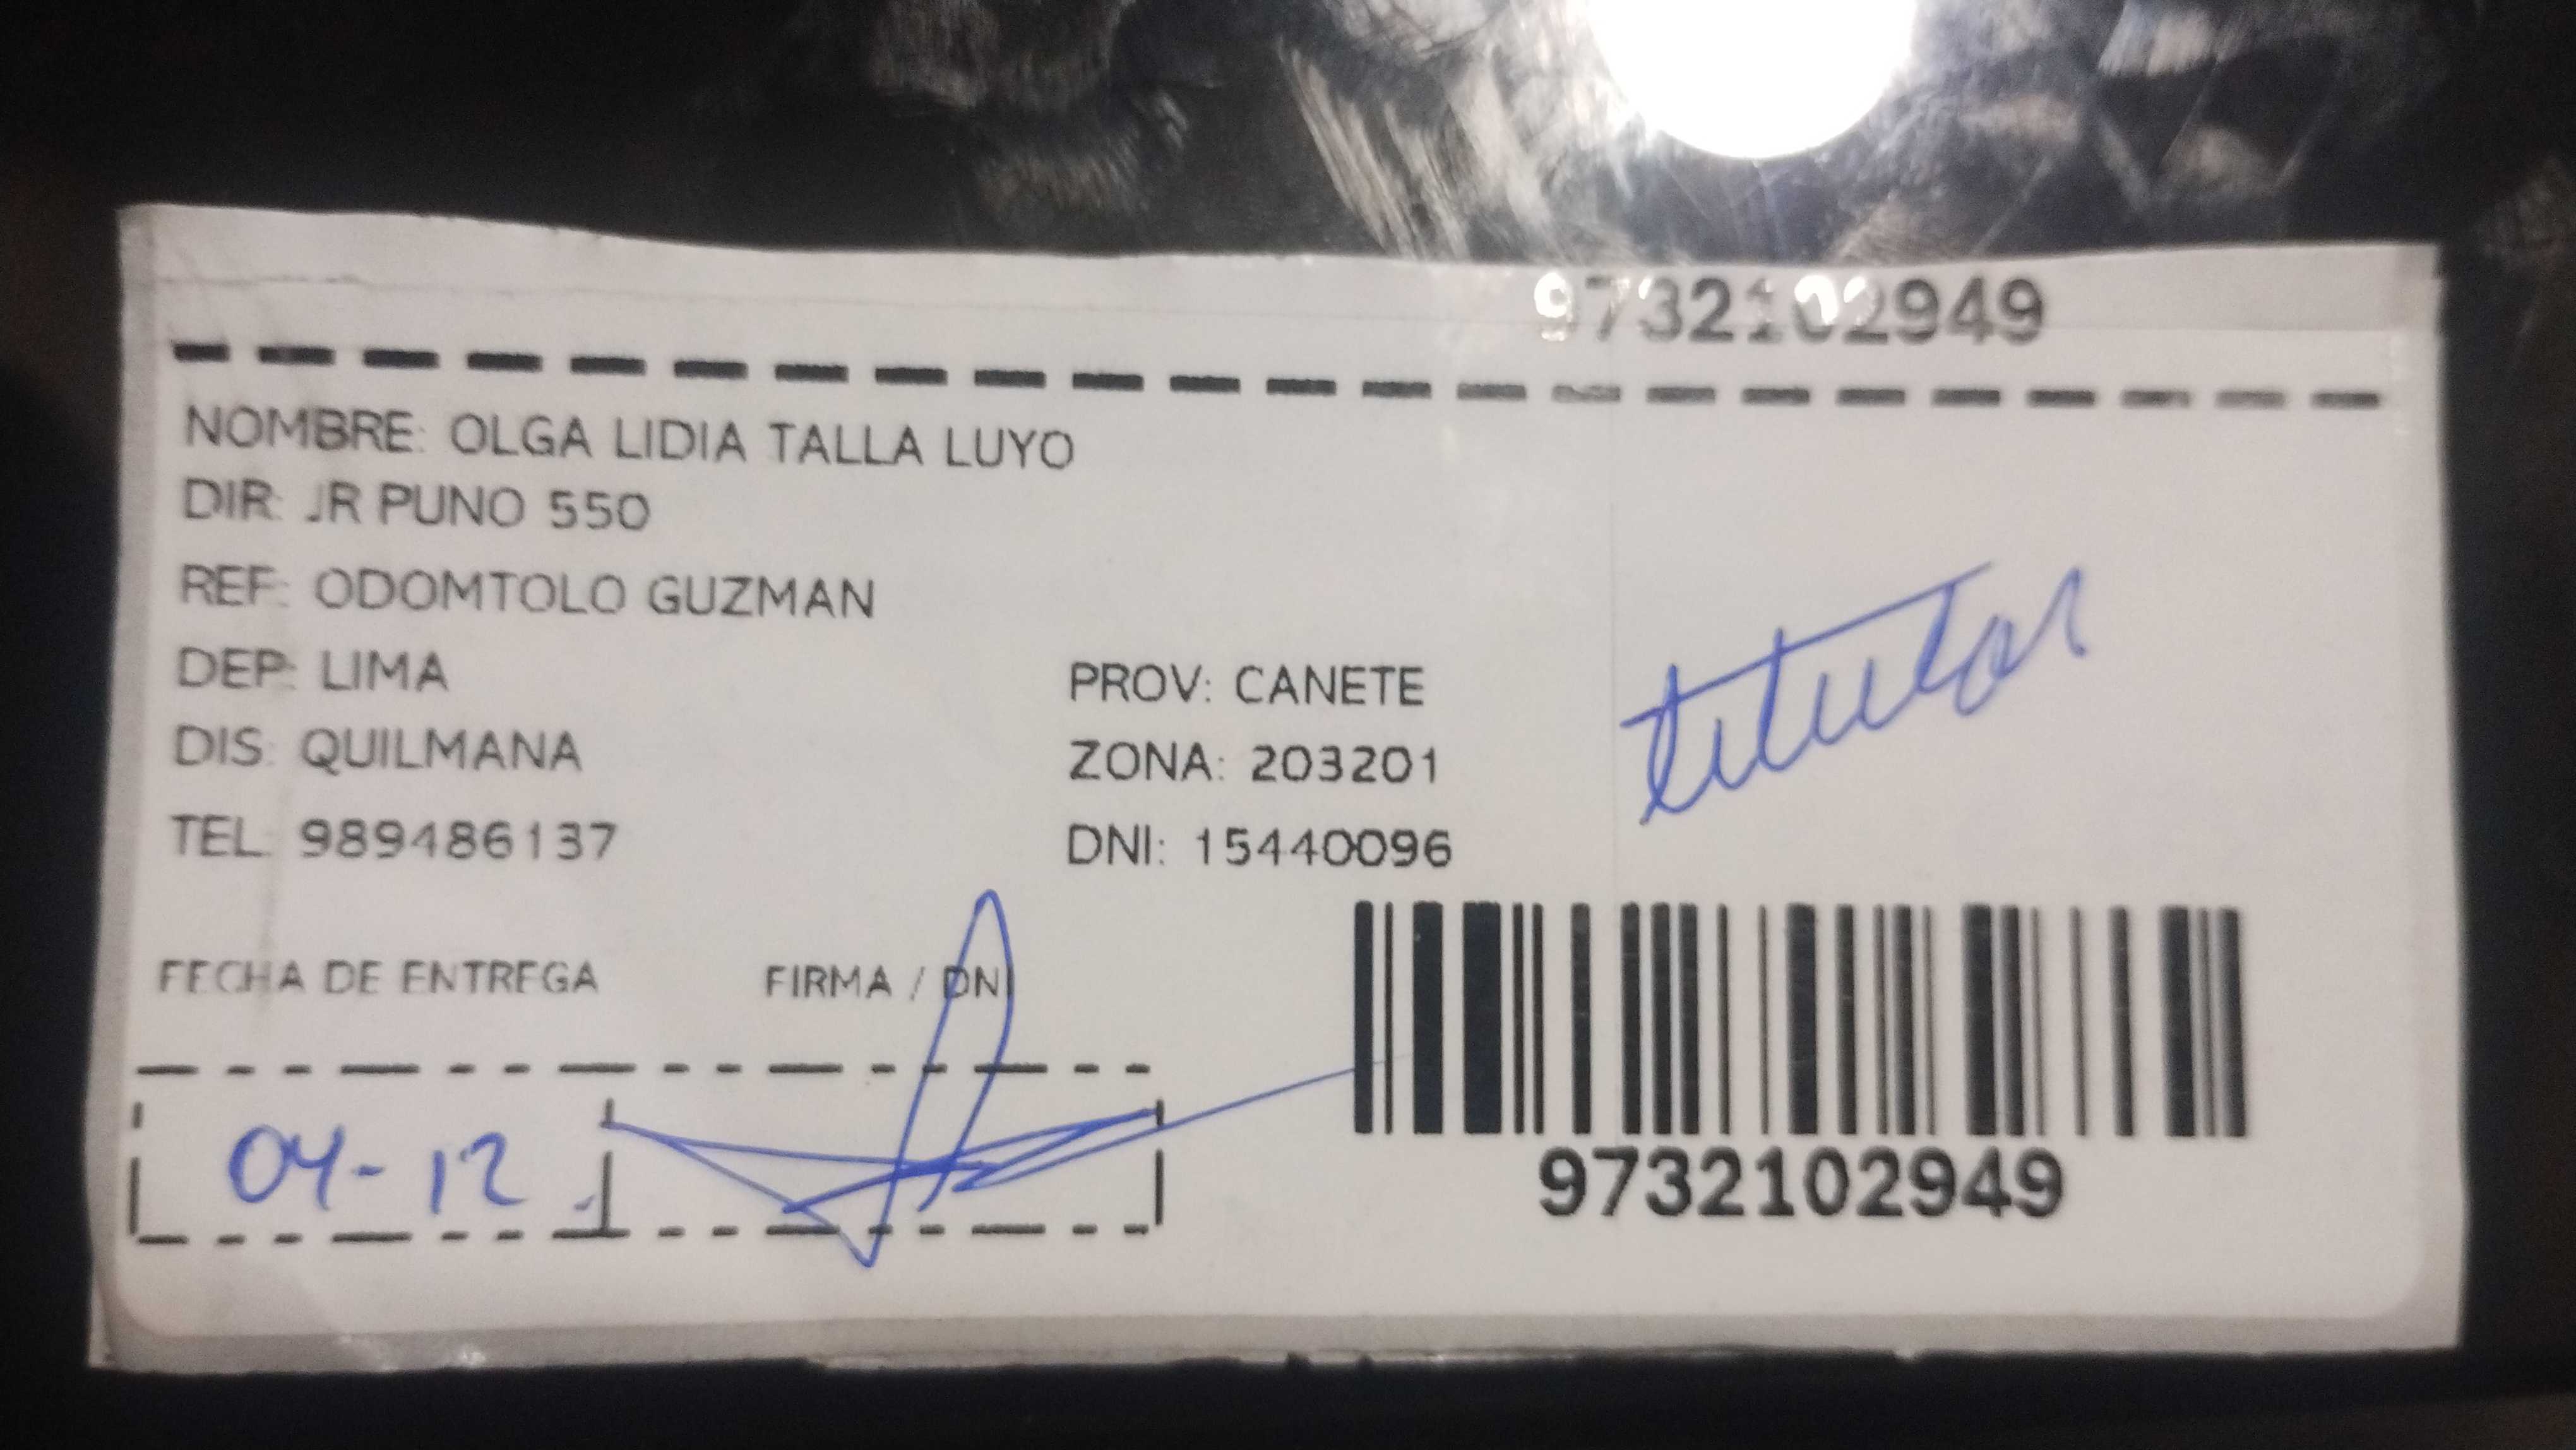 9732102949
NOMBRE: OLGA LIDIA TALLA LUYO
DIR: JR PUNO 550
REF: ODOMTOLO GUZMAN
DEP: LIMA
PROV: CANETE
DIS: QUILMANA
ZONA: 203201
TEL: 989486137
DNI: 15440096
titular
FECHA DE ENTREGA
FIRMA / DNI
04-12
9732102949